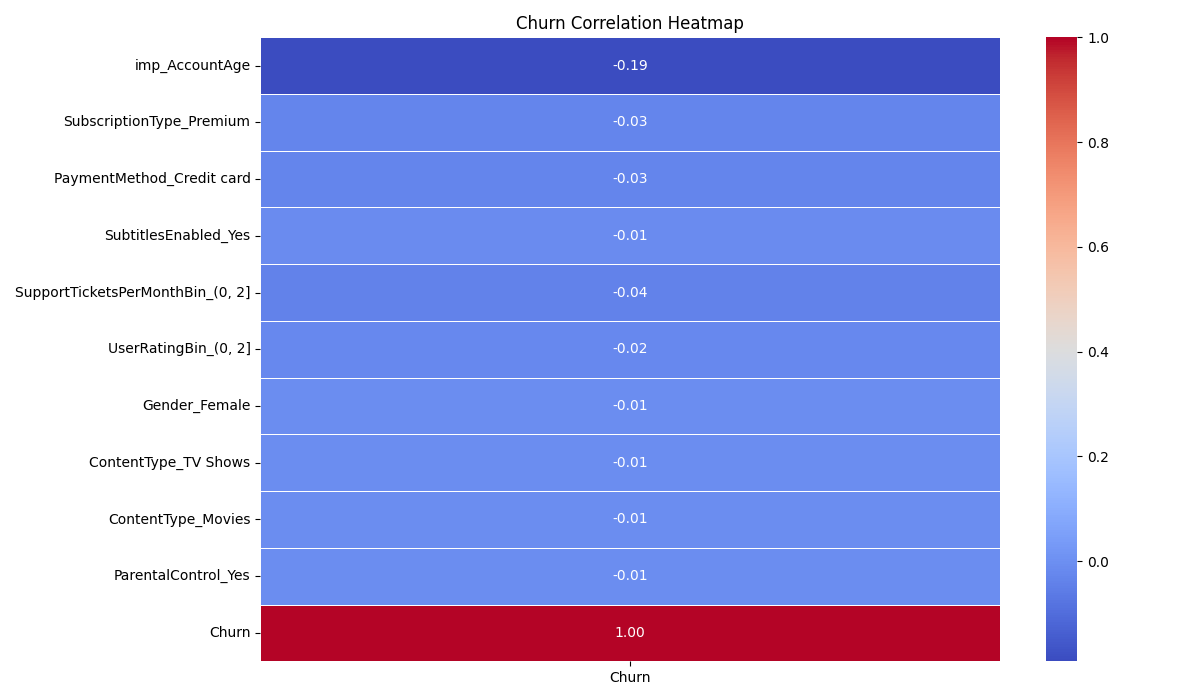 Churn Correlation Heatmap
imp_AccountAge -0.19
SubscriptionType_Premium -0.03
PaymentMethod_Credit card -0.03
SubtitlesEnabled_Yes -0.01
SupportTicketsPerMonthBin_(0, 2] -0.04
UserRatingBin_(0, 2] -0.02
Gender_Female -0.01
ContentType_TV Shows -0.01
ContentType_Movies -0.01
ParentalControl_Yes -0.01
Churn 1.00
Churn
1.0
0.8
0.6
0.4
0.2
0.0